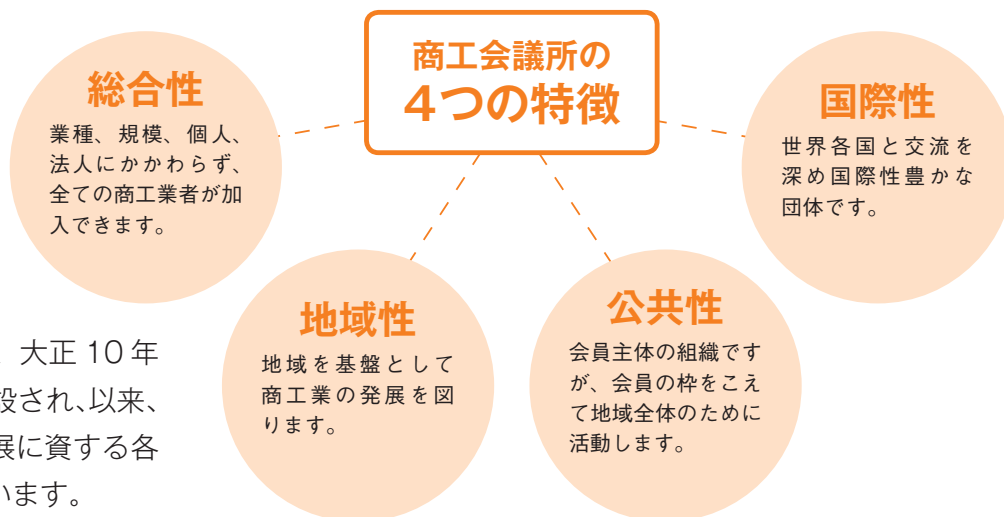 商工会議所の
4つの特徴
総合性
業種、規模、個人、
法人にかかわらず、
全ての商工業者が加
入できます。
国際性
世界各国と交流を
深め国際性豊かな
団体です。
地域性
地域を基盤として
商工業の発展を図
ります。
公共性
会員主体の組織です
が、会員の枠をこえ
て地域全体のために
活動します。
大正10年
設され、以来、
展に資する各
います。